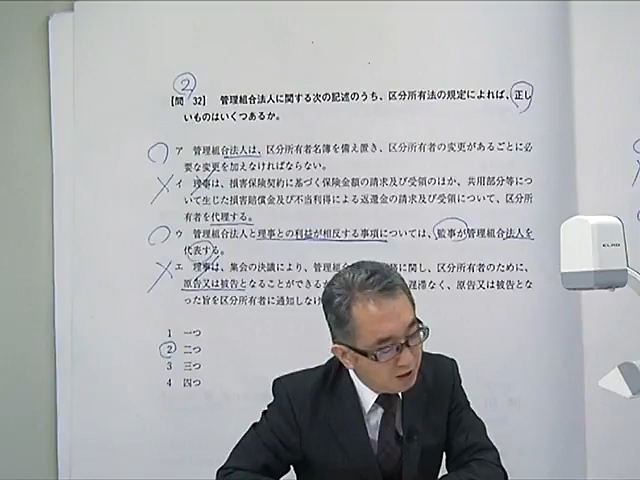 【問 32】 管理組合法人に関する次の記述のうち、区分所有法の規定によれば、正し
いものはいくつあるか。
ア 管理組合法人は、区分所有者名簿を備え置き、区分所有者の変更があるごとに必
要な変更を加えなければならない。
イ 理事は、損害保険契約に基づく保険金額の請求及び受領のほか、共用部分等につ
いて生じた損害賠償金及び不当利得による返還金の請求及び受領について、区分所
有者を代理する。
ウ 管理組合法人と理事との利益が相反する事項については、監事が管理組合法人を
代表する。
エ 理事は、集会の決議により、管理組合 に関し、区分所有者のために、
原告又は被告となることができる 遅滞なく、原告又は被告とな
った旨を区分所有者に通知しな
1 一つ
2 二つ
3 三つ
4 四つ
2
ELMO